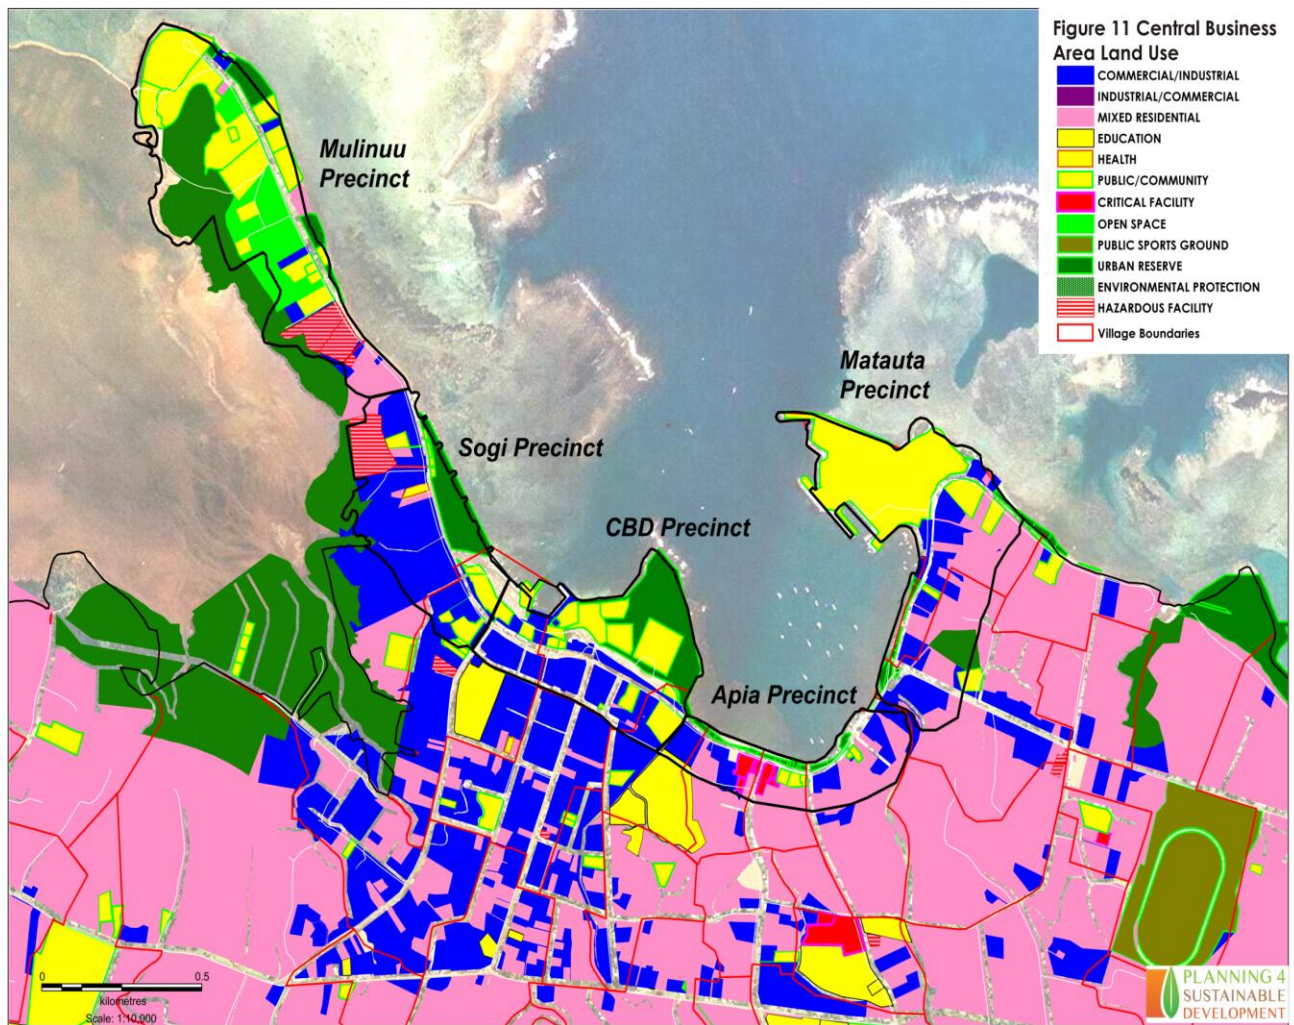 Figure 11 Central Business
Area Land Use
COMMERCIAL/INDUSTRIAL
INDUSTRIAL/COMMERCIAL
MIXED RESIDENTIAL
EDUCATION
HEALTH
PUBLIC/COMMUNITY
CRITICAL FACILITY
OPEN SPACE
PUBLIC SPORTS GROUND
URBAN RESERVE
ENVIRONMENTAL PROTECTION
HAZARDOUS FACILITY
Village Boundaries
Mulinuu
Precinct
Matauta
Precinct
Sogi Precinct
CBD Precinct
Apia Precinct
0 0.5
kilometres
Scale: 1:10,000
PLANNING 4
SUSTAINABLE
DEVELOPMENT